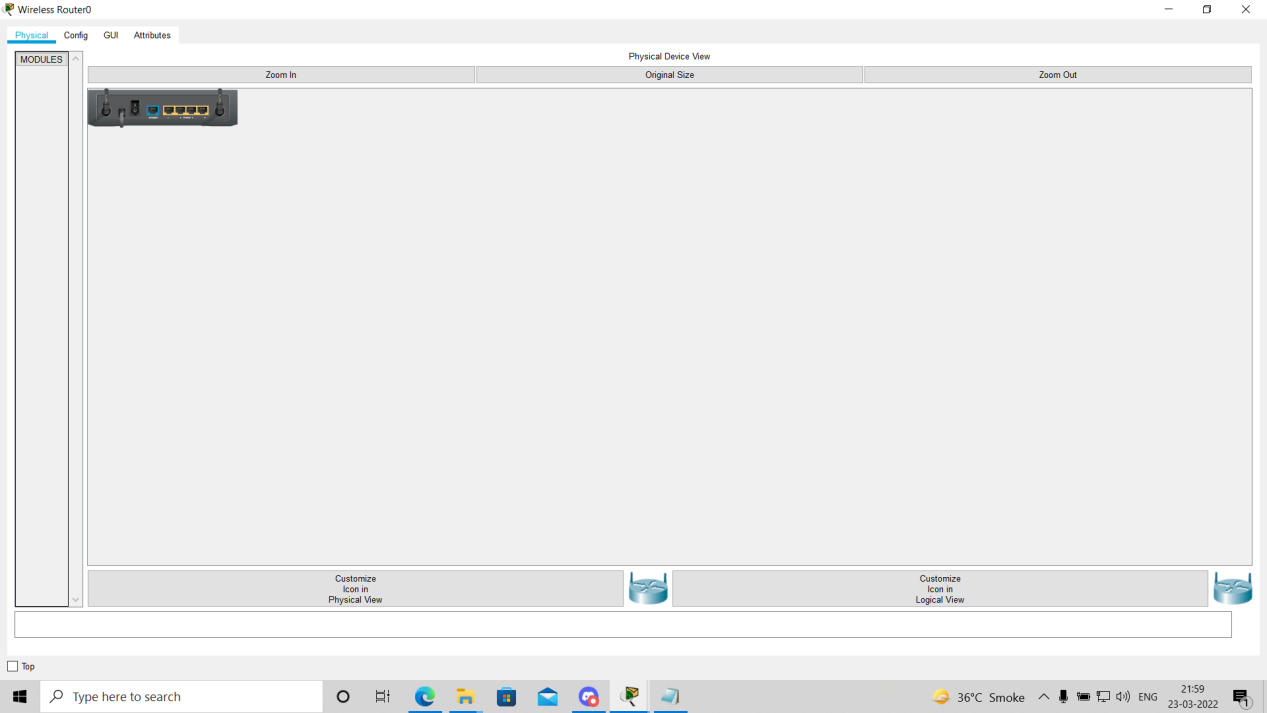 Wireless Router0
Physical Config GUI Attributes
MODULES
Physical Device View
Zoom In Original Size Zoom Out
Customize
Icon in
Physical View
Customize
Icon in
Logical View
Top
Type here to search
36°C Smoke
ENG
21:59
23-03-2022
1